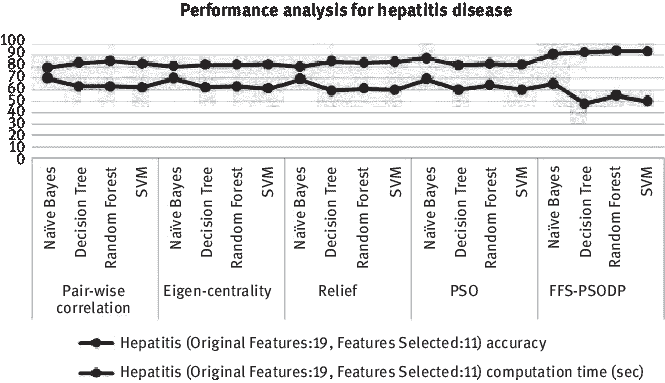 Performance analysis for hepatitis disease
100
90
80
70
60
50
40
30
20
10
0
Naïve Bayes
Decision Tree
Random Forest
SVM
Naïve Bayes
Decision Tree
Random Forest
SVM
Naïve Bayes
Decision Tree
Random Forest
SVM
Naïve Bayes
Decision Tree
Random Forest
SVM
Naïve Bayes
Decision Tree
Random Forest
SVM
Pair-wise correlation
Eigen-centrality
Relief
PSO
FFS-PSODP
Hepatitis (Original Features:19, Features Selected:11) accuracy
Hepatitis (Original Features:19, Features Selected:11) computation time (sec)